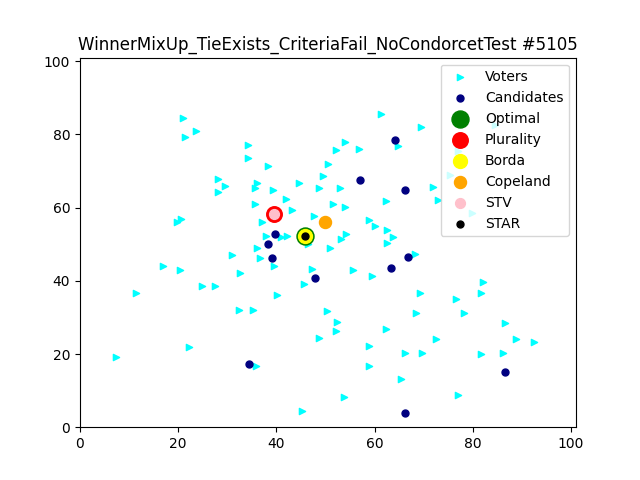 WinnerMixUp_TieExists_CriteriaFail_NoCondorcetTest #5105
100
80
60
40
20
0
0 20 40 60 80 100
Voters
Candidates
Optimal
Plurality
Borda
Copeland
STV
STAR